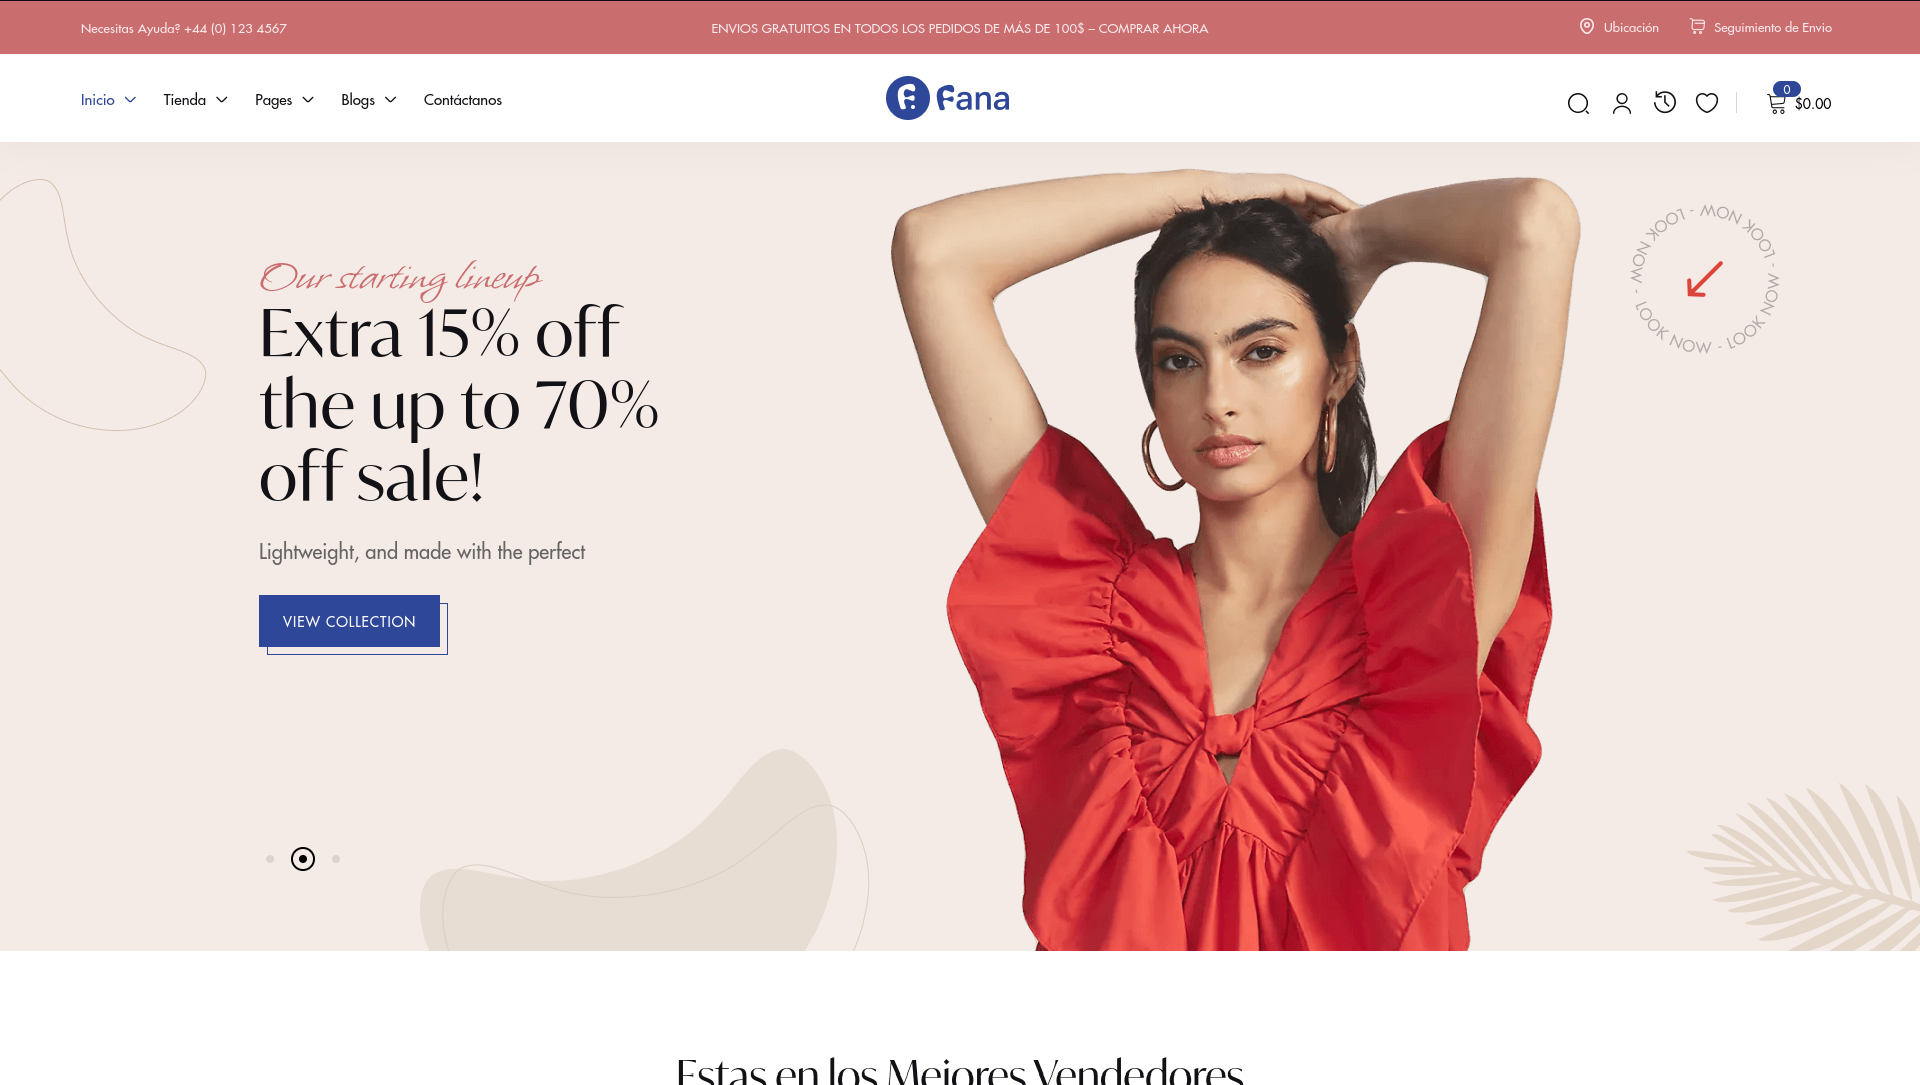 Necesitas Ayuda? +44 (0) 123 4567
ENVIOS GRATUITOS EN TODOS LOS PEDIDOS DE MÁS DE 100$ – COMPRAR AHORA
Ubicación
Seguimiento de Envio
Inicio
Tienda
Pages
Blogs
Contáctanos
Fana
0
$0.00
LOOK NOW - LOOK NOW - LOOK NOW - LOOK NOW -
Our starting lineup
Extra 15% off
the up to 70%
off sale!
Lightweight, and made with the perfect
VIEW COLLECTION
Estas en los Mejores Vendedores